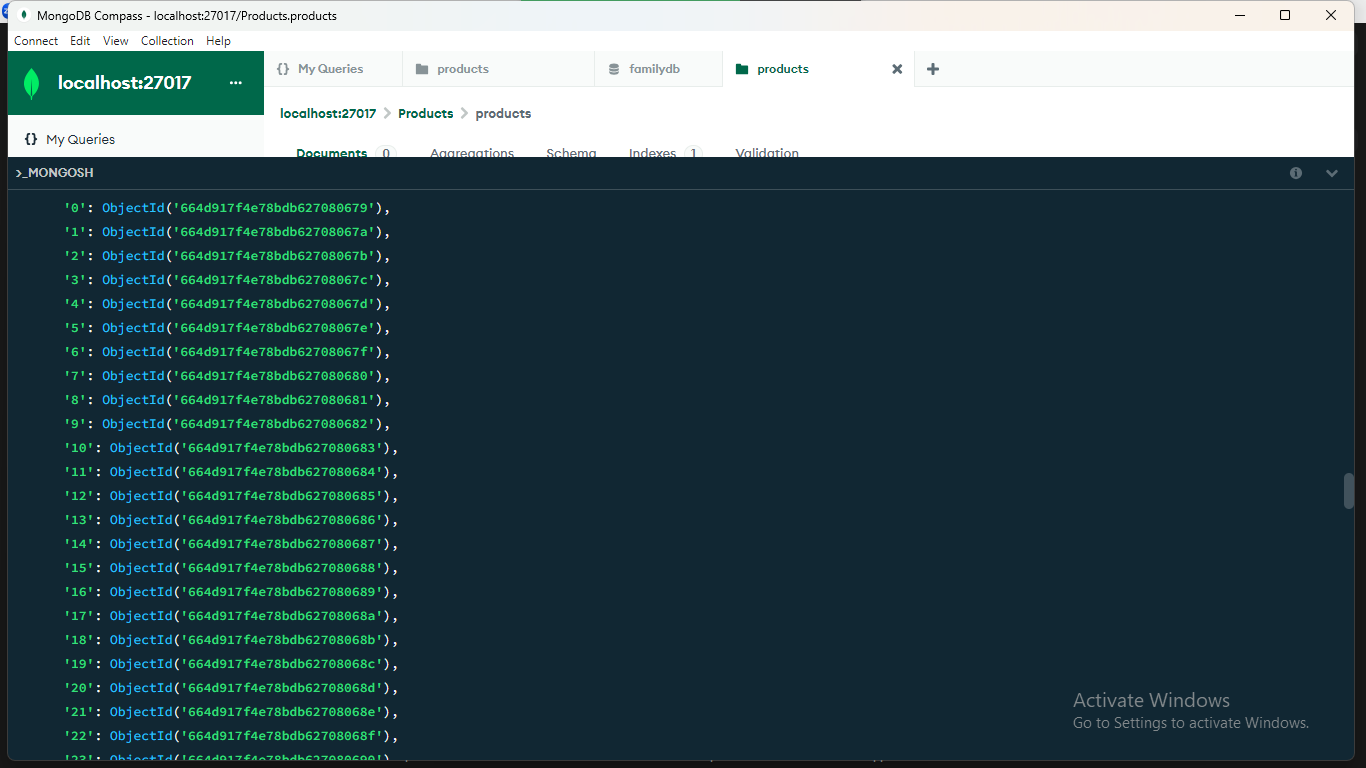 MongoDB Compass - localhost:27017/Products.products
Connect Edit View Collection Help
localhost:27017 ...
{} My Queries products familydb products
localhost:27017 > Products > products
{} My Queries
Documents 0 Aggregations Schema Indexes 1 Validation
>_MONGOSH
'0': ObjectId('664d917f4e78bdb627080679'),
'1': ObjectId('664d917f4e78bdb62708067a'),
'2': ObjectId('664d917f4e78bdb62708067b'),
'3': ObjectId('664d917f4e78bdb62708067c'),
'4': ObjectId('664d917f4e78bdb62708067d'),
'5': ObjectId('664d917f4e78bdb62708067e'),
'6': ObjectId('664d917f4e78bdb62708067f'),
'7': ObjectId('664d917f4e78bdb627080680'),
'8': ObjectId('664d917f4e78bdb627080681'),
'9': ObjectId('664d917f4e78bdb627080682'),
'10': ObjectId('664d917f4e78bdb627080683'),
'11': ObjectId('664d917f4e78bdb627080684'),
'12': ObjectId('664d917f4e78bdb627080685'),
'13': ObjectId('664d917f4e78bdb627080686'),
'14': ObjectId('664d917f4e78bdb627080687'),
'15': ObjectId('664d917f4e78bdb627080688'),
'16': ObjectId('664d917f4e78bdb627080689'),
'17': ObjectId('664d917f4e78bdb62708068a'),
'18': ObjectId('664d917f4e78bdb62708068b'),
'19': ObjectId('664d917f4e78bdb62708068c'),
'20': ObjectId('664d917f4e78bdb62708068d'),
'21': ObjectId('664d917f4e78bdb62708068e'),
'22': ObjectId('664d917f4e78bdb62708068f'),
'23': ObjectId('664d917f4e78bdb627080690'),
Activate Windows
Go to Settings to activate Windows.